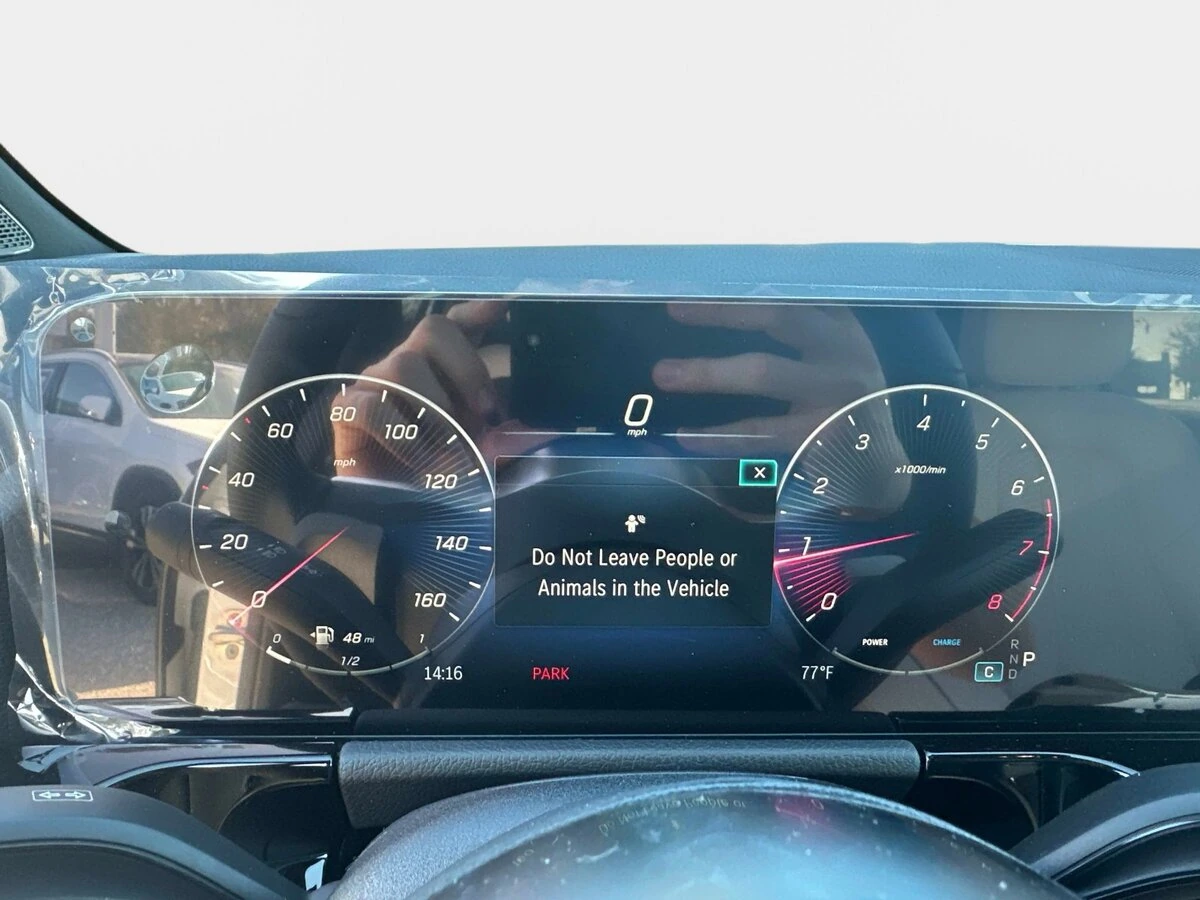 0
mph
80
60
100
mph
40
120
20
140
0
160
48 mi
0
1
1/2
14:16
X
Do Not Leave People or
Animals in the Vehicle
PARK
77°F
4
3
5
x1000/min
2
6
1
7
0
8
POWER
CHARGE
R
N
D
P
C